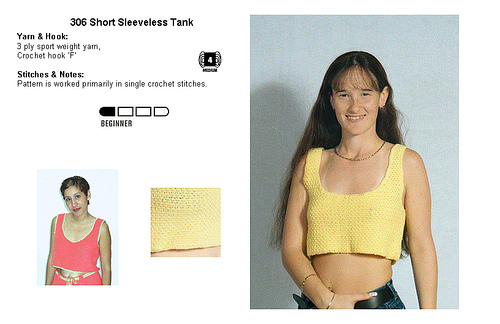 306 Short Sleeveless Tank
Yarn & Hook:
3 ply sport weight yarn,
Crochet hook 'F'
4
MEDIUM
Stitches & Notes:
Pattern is worked primarily in single crochet stitches.
BEGINNER